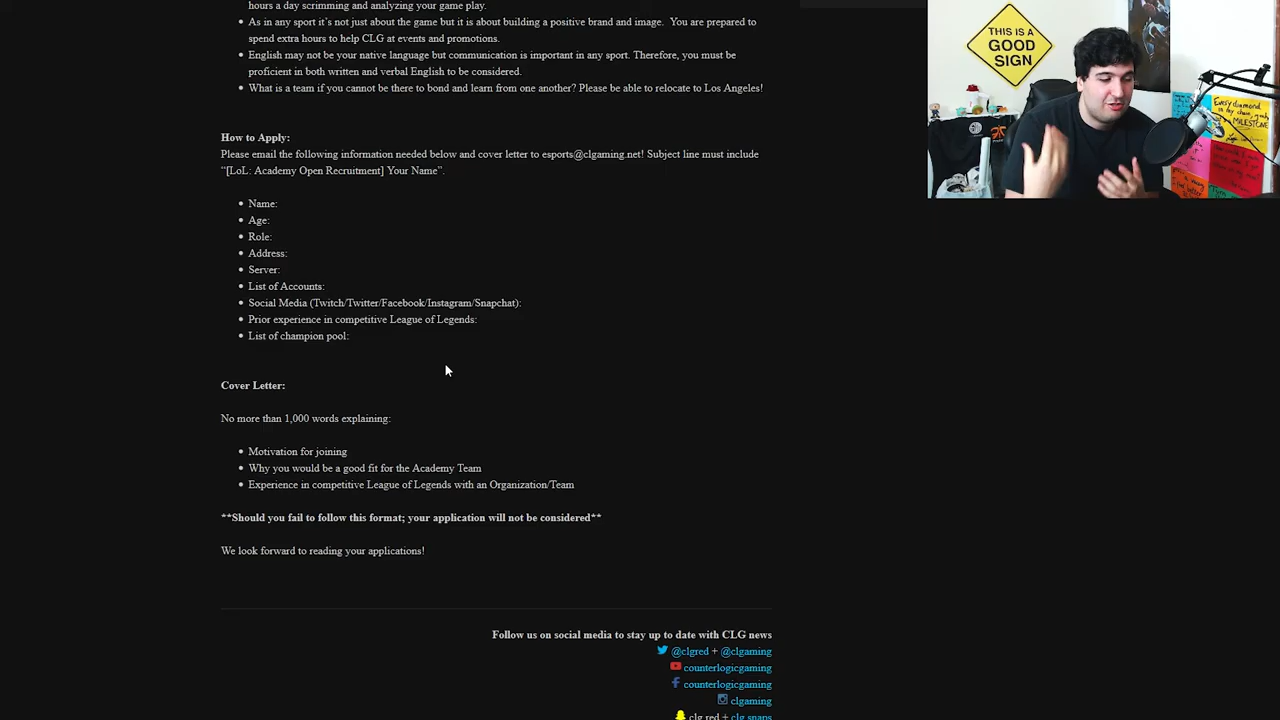 hours a day scrimming and analyzing your game play.
As in any sport it's not just about the game but it is about building a positive brand and image. You are prepared to
spend extra hours to help CLG at events and promotions.
English may not be your native language but communication is important in any sport. Therefore, you must be
proficient in both written and verbal English to be considered.
What is a team if you cannot be there to bond and learn from one another? Please be able to relocate to Los Angeles!
How to Apply:
Please email the following information needed below and cover letter to esports@clgaming.net! Subject line must include
"[LoL: Academy Open Recruitment] Your Name".
Name:
Age:
Role:
Address:
Server:
List of Accounts:
Social Media (Twitch/Twitter/Facebook/Instagram/Snapchat):
Prior experience in competitive League of Legends:
List of champion pool:
Cover Letter:
No more than 1,000 words explaining:
Motivation for joining
Why you would be a good fit for the Academy Team
Experience in competitive League of Legends with an Organization/Team
**Should you fail to follow this format; your application will not be considered**
We look forward to reading your applications!
Follow us on social media to stay up to date with CLG news
@clgred + @clgaming
counterlogicgaming
counterlogicgaming
clgaming
clg.red + clg.snaps
THIS IS A
GOOD
SIGN
Every diamond
MILESTONE